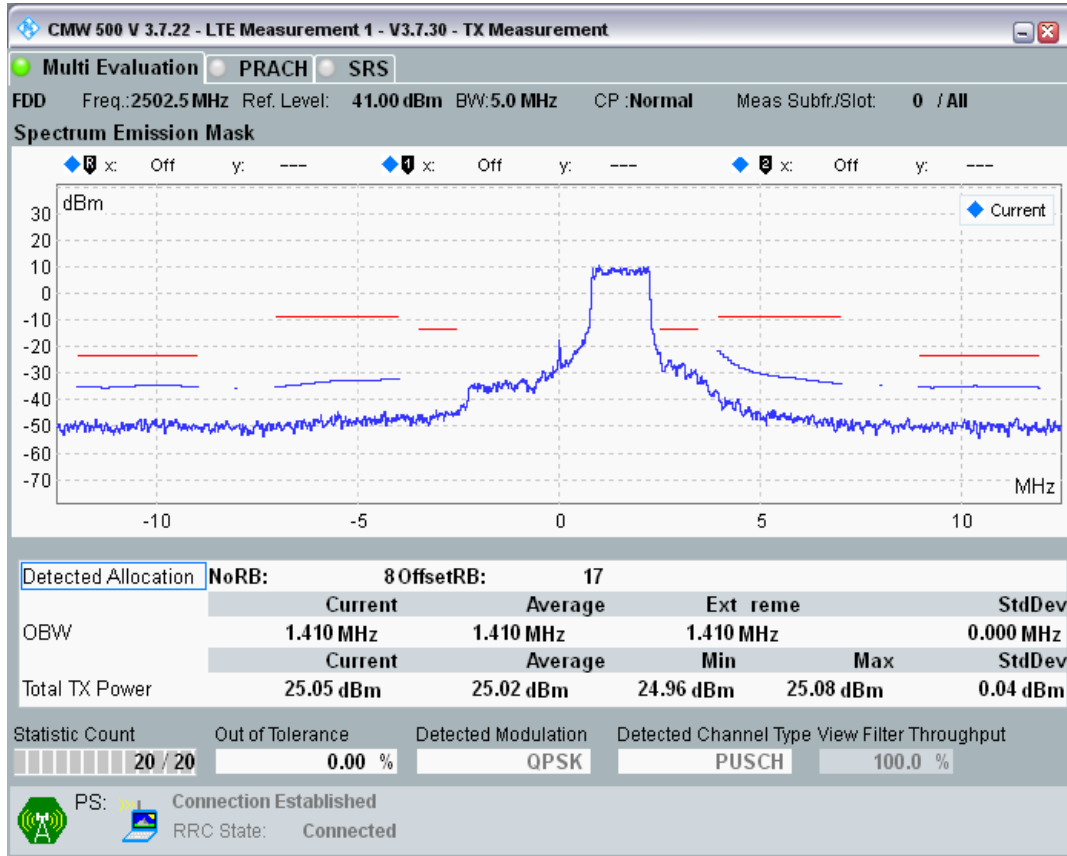 CMW 500 V 3.7.22 - LTE Measurement 1 - V3.7.30 - TX Measurement
Multi Evaluation PRACH SRS
FDD Freq.:2502.5 MHz Ref. Level: 41.00 dBm BW:5.0 MHz CP :Normal Meas Subfr./Slot: 0 / All
Spectrum Emission Mask
R x: Off y: --- 1 x: Off y: --- 2 x: Off y: ---
dBm
Current
30
20
10
0
-10
-20
-30
-40
-50
-60
-70
MHz
-10 -5 0 5 10
Detected Allocation NoRB: 8 OffsetRB: 17
Current Average Ext reme StdDev
OBW 1.410 MHz 1.410 MHz 1.410 MHz 0.000 MHz
Current Average Min Max StdDev
Total TX Power 25.05 dBm 25.02 dBm 24.96 dBm 25.08 dBm 0.04 dBm
Statistic Count Out of Tolerance Detected Modulation Detected Channel Type View Filter Throughput
20 / 20 0.00 % QPSK PUSCH 100.0 %
PS: Connection Established
RRC State: Connected